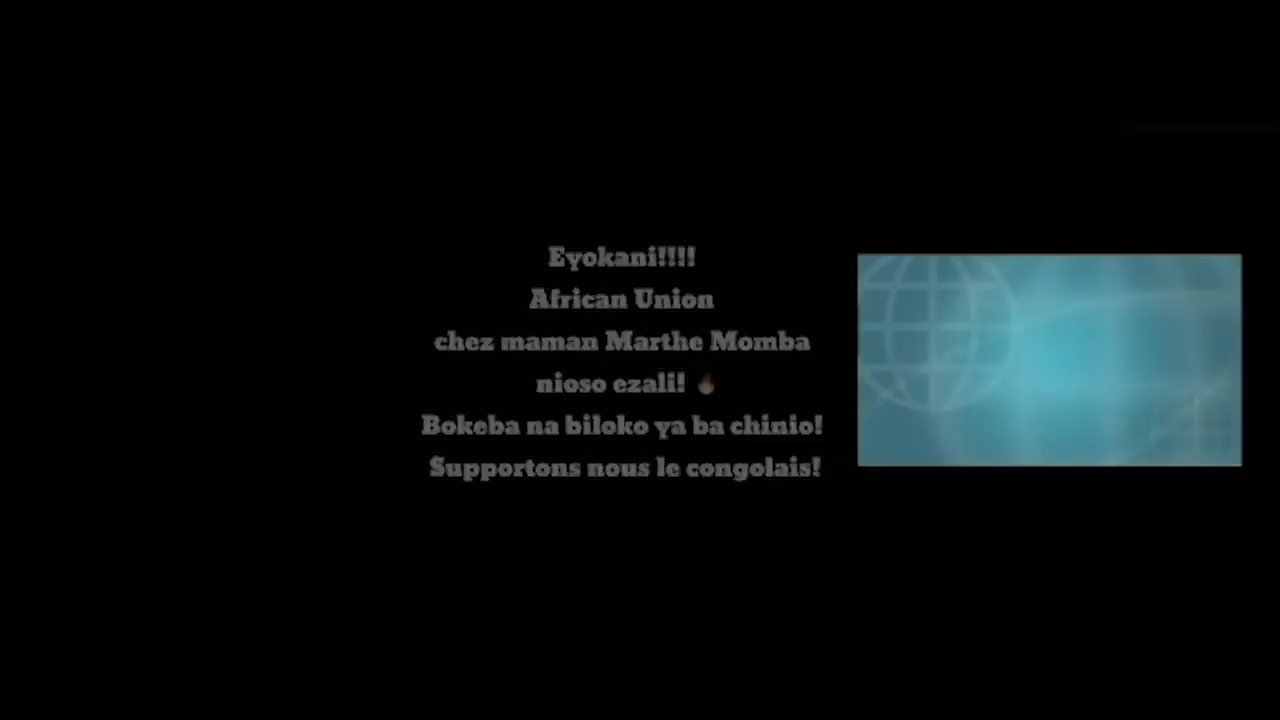 Eyokani!!!!
African Union
chez maman Marthe Momba
nioso ezali! 🔥
Bokeba na biloko ya ba chinio!
Supportons nous le congolais!